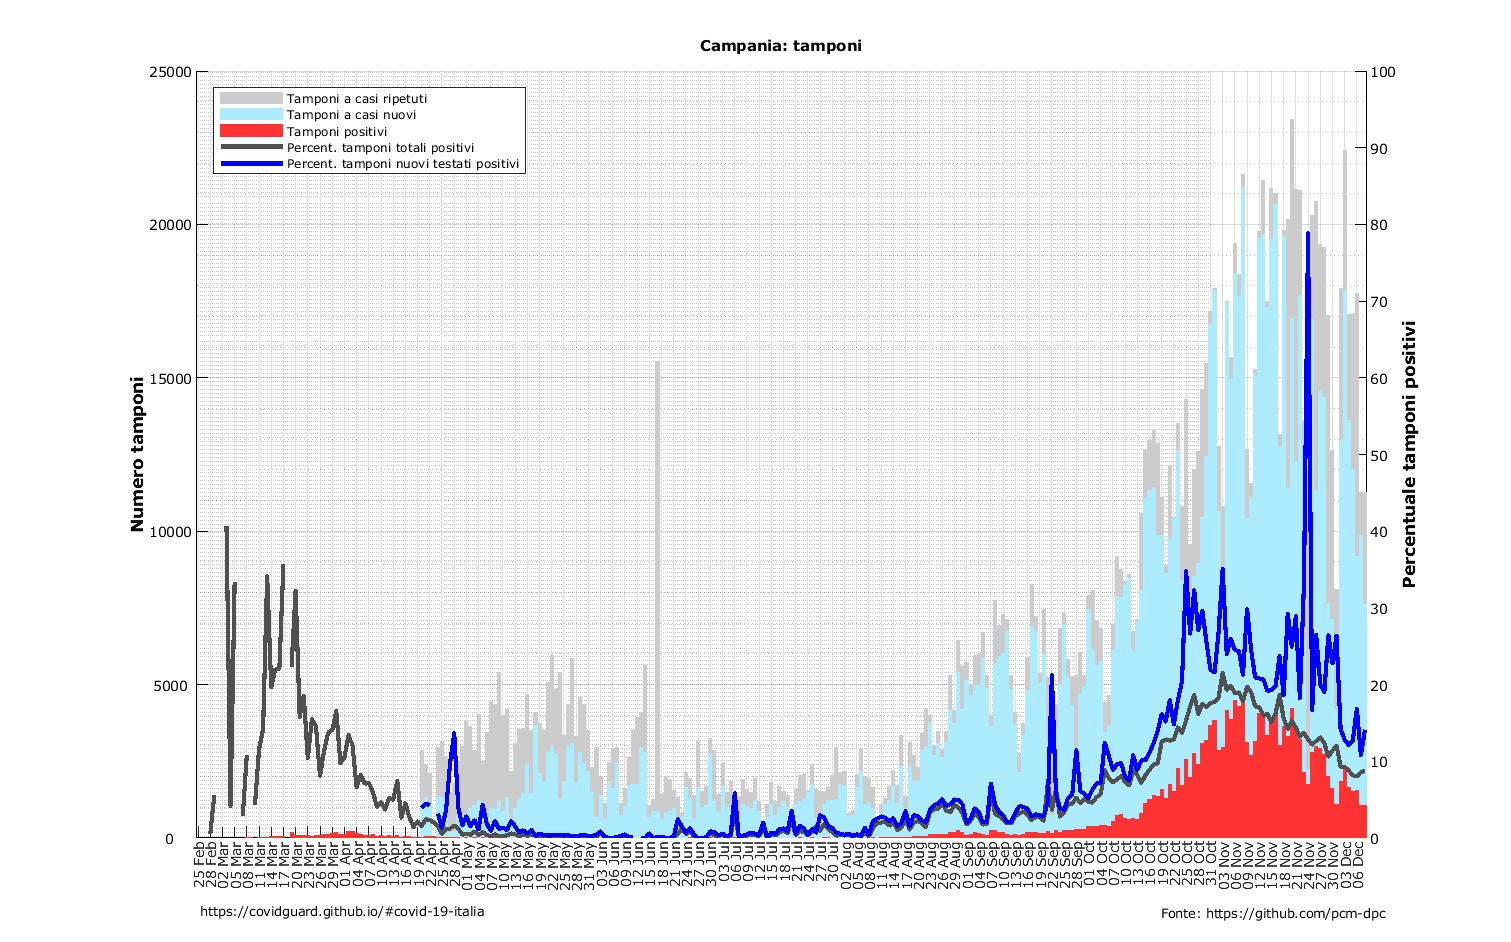 Campania: tamponi
25000
20000
15000
10000
5000
0
Numero tamponi
Tamponi a casi ripetuti
Tamponi a casi nuovi
Tamponi positivi
Percent. tamponi totali positivi
Percent. tamponi nuovi testati positivi
100
90
80
70
60
50
40
30
20
10
0
Percentuale tamponi positivi
25 Feb
28 Feb
02 Mar
05 Mar
08 Mar
11 Mar
14 Mar
17 Mar
20 Mar
23 Mar
26 Mar
29 Mar
01 Apr
04 Apr
07 Apr
10 Apr
13 Apr
16 Apr
19 Apr
22 Apr
25 Apr
28 Apr
01 May
04 May
07 May
10 May
13 May
16 May
19 May
22 May
25 May
28 May
31 May
03 Jun
06 Jun
09 Jun
12 Jun
15 Jun
18 Jun
21 Jun
24 Jun
27 Jun
30 Jun
03 Jul
06 Jul
09 Jul
12 Jul
15 Jul
18 Jul
21 Jul
24 Jul
27 Jul
30 Jul
02 Aug
05 Aug
08 Aug
11 Aug
14 Aug
17 Aug
20 Aug
23 Aug
26 Aug
29 Aug
01 Sep
04 Sep
07 Sep
10 Sep
13 Sep
16 Sep
19 Sep
22 Sep
25 Sep
28 Sep
01 Oct
04 Oct
07 Oct
10 Oct
13 Oct
16 Oct
19 Oct
22 Oct
25 Oct
28 Oct
31 Oct
03 Nov
06 Nov
09 Nov
12 Nov
15 Nov
18 Nov
21 Nov
24 Nov
27 Nov
30 Nov
03 Dec
06 Dec
https://covidguard.github.io/#covid-19-italia
Fonte: https://github.com/pcm-dpc